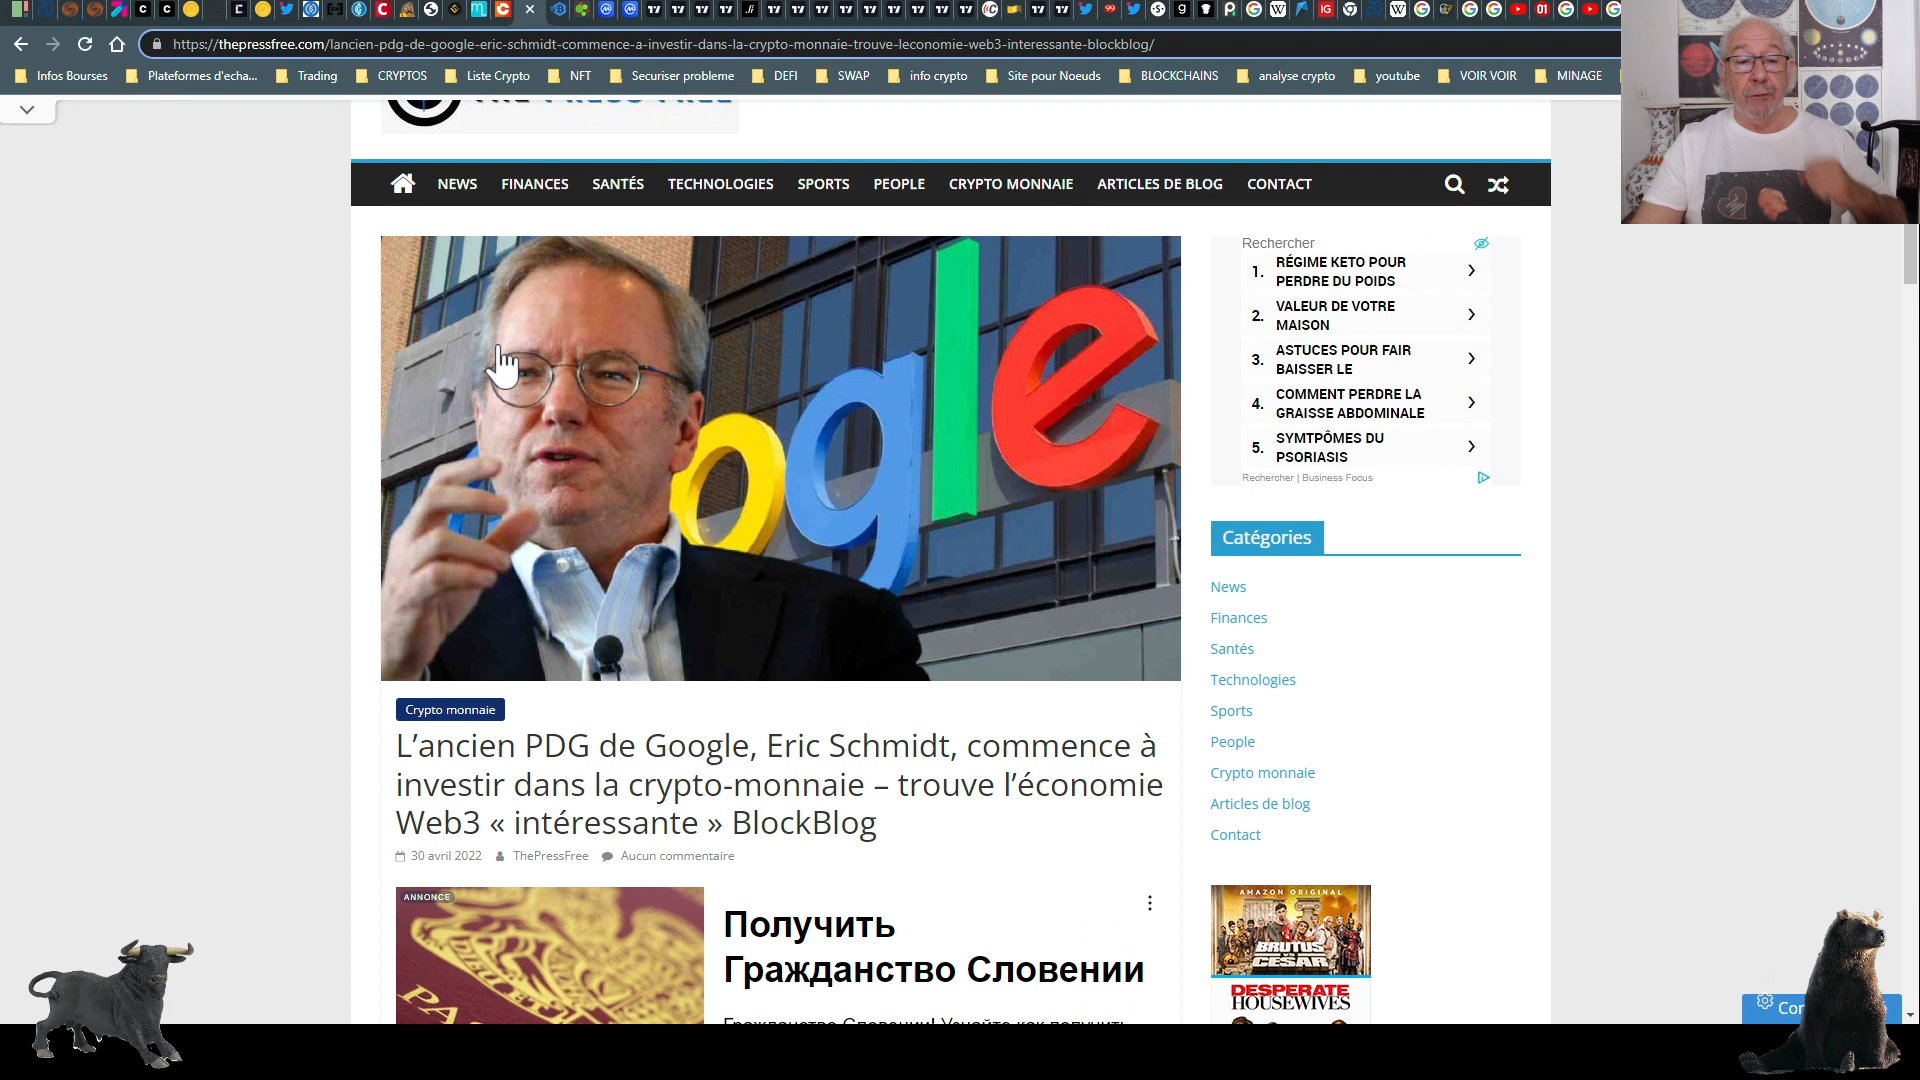 https://thepressfree.com/lancien-pdg-de-google-eric-schmidt-commence-a-investir-dans-la-crypto-monnaie-trouve-leconomie-web3-interessante-blockblog/
Infos Bourses
Plateformes d'echa...
Trading
CRYPTOS
Liste Crypto
NFT
Securiser probleme
DEFI
SWAP
info crypto
Site pour Noeuds
BLOCKCHAINS
analyse crypto
youtube
VOIR VOIR
MINAGE
NEWS
FINANCES
SANTÉS
TECHNOLOGIES
SPORTS
PEOPLE
CRYPTO MONNAIE
ARTICLES DE BLOG
CONTACT
ogle
Crypto monnaie
L’ancien PDG de Google, Eric Schmidt, commence à
investir dans la crypto-monnaie – trouve l’économie
Web3 « intéressante » BlockBlog
30 avril 2022
ThePressFree
Aucun commentaire
ANNONCE
PA
Получить
Гражданство Словении
Rechercher
1. RÉGIME KETO POUR
PERDRE DU POIDS
2. VALEUR DE VOTRE
MAISON
3. ASTUCES POUR FAIR
BAISSER LE
4. COMMENT PERDRE LA
GRAISSE ABDOMINALE
5. SYMTPÔMES DU
PSORIASIS
Rechercher | Business Focus
Catégories
News
Finances
Santés
Technologies
Sports
People
Crypto monnaie
Articles de blog
Contact
AMAZON ORIGINAL
BRUTUS
CESAR
DESPERATE
HOUSEWIVES